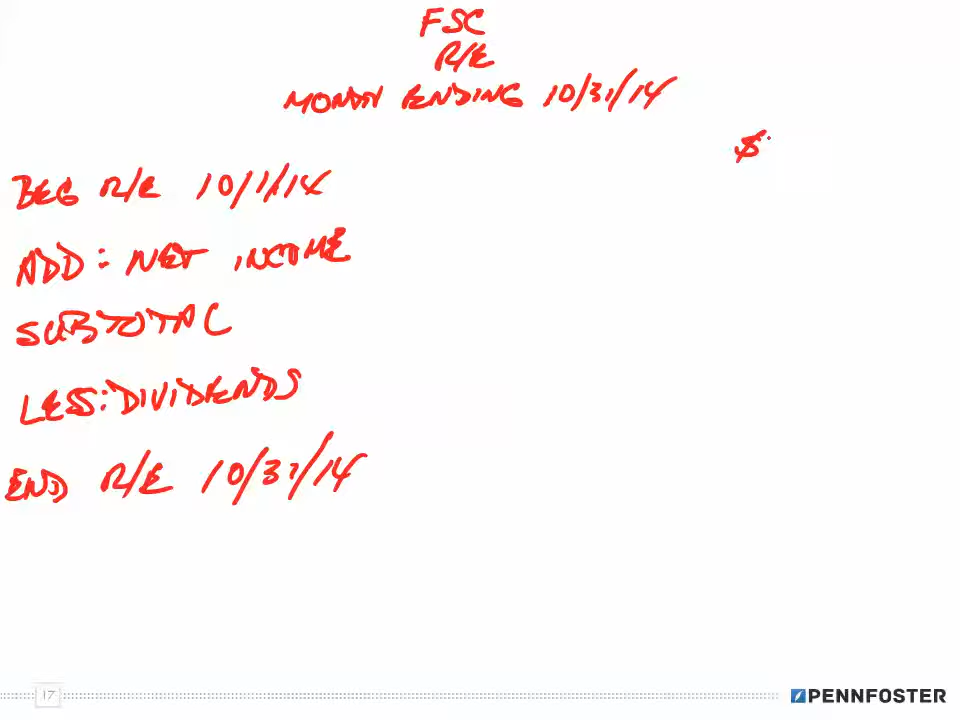 FSC
R/E
MONTH ENDING 10/31/14
$
BEG R/E 10/1/14
ADD: NET INCOME
SUBTOTAL
LESS: DIVIDENDS
END R/E 10/31/14
17
PENNFOSTER